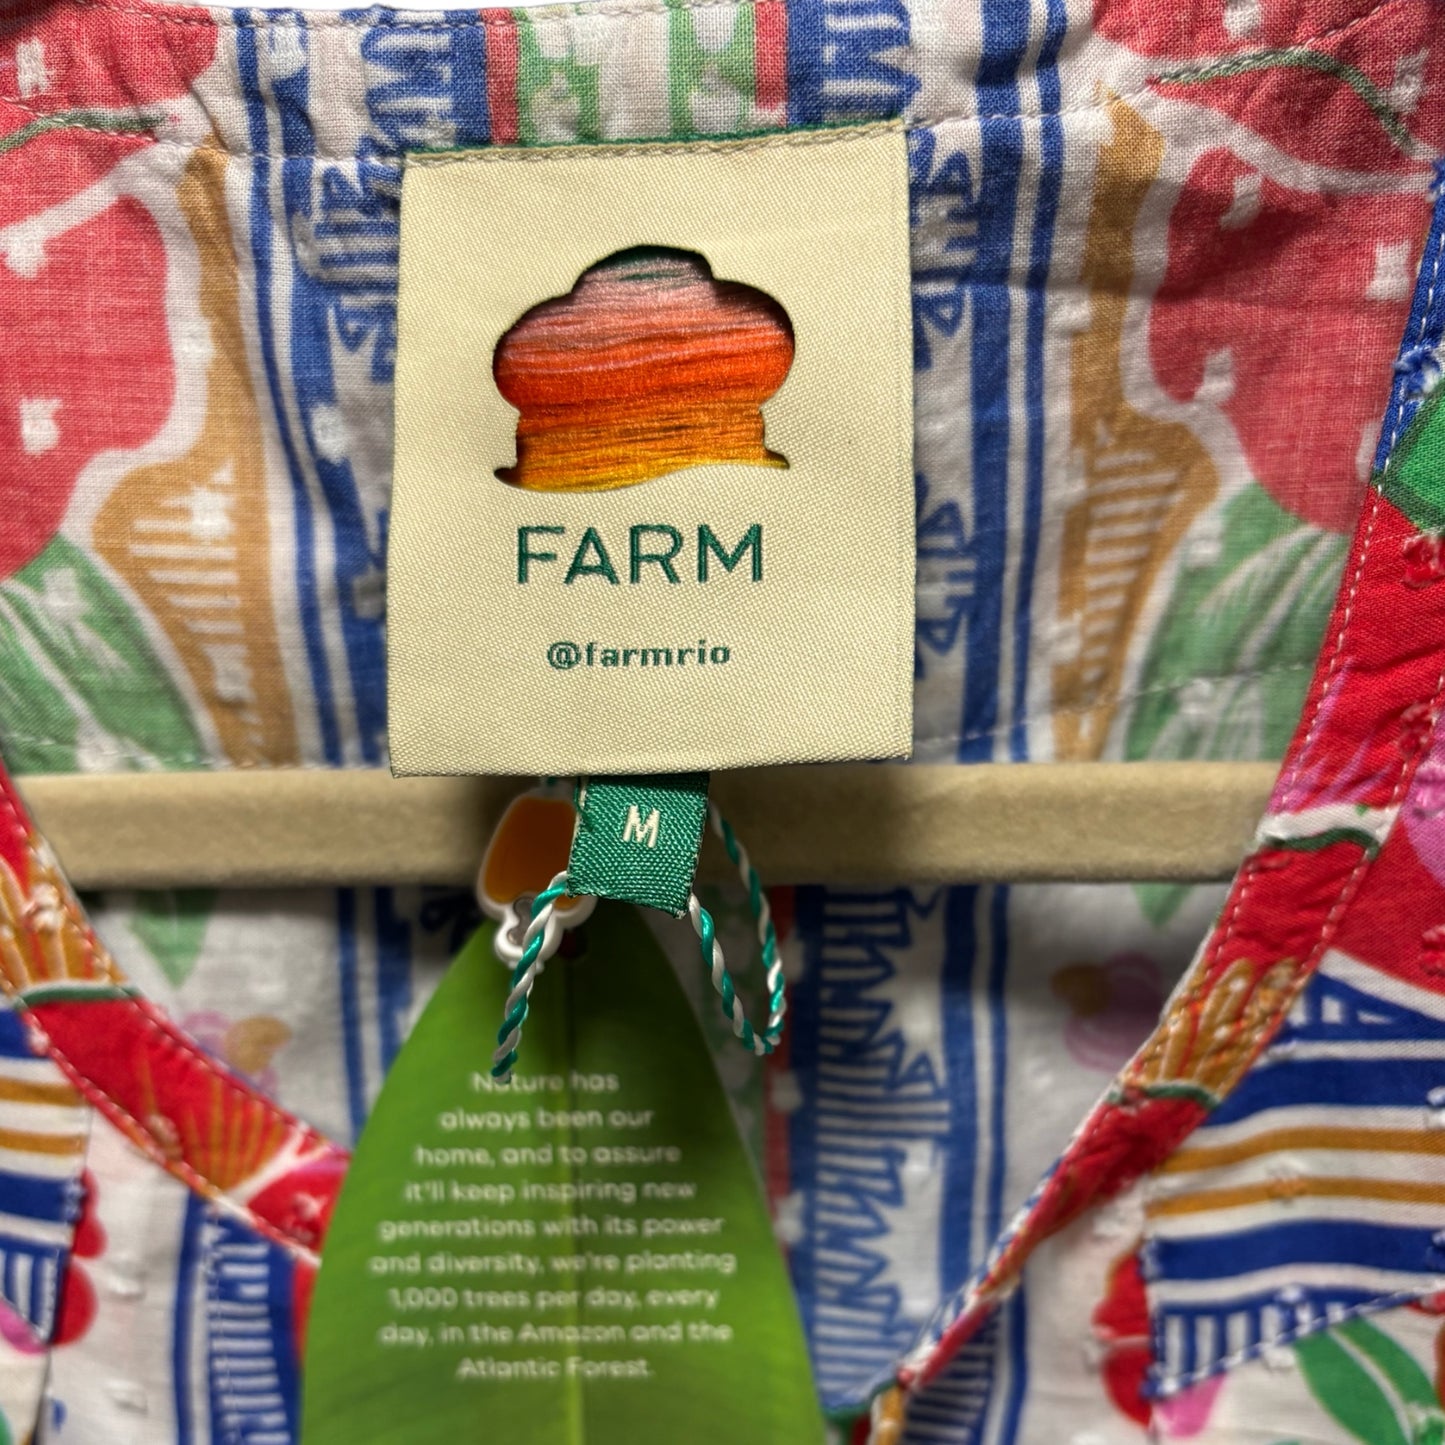 FARM
@farmrio
M
Nature has
always been our
home, and to assure
it'll keep inspiring new
generations with its power
and diversity, we're planting
1,000 trees per day, every
day, in the Amazon and the
Atlantic Forest.